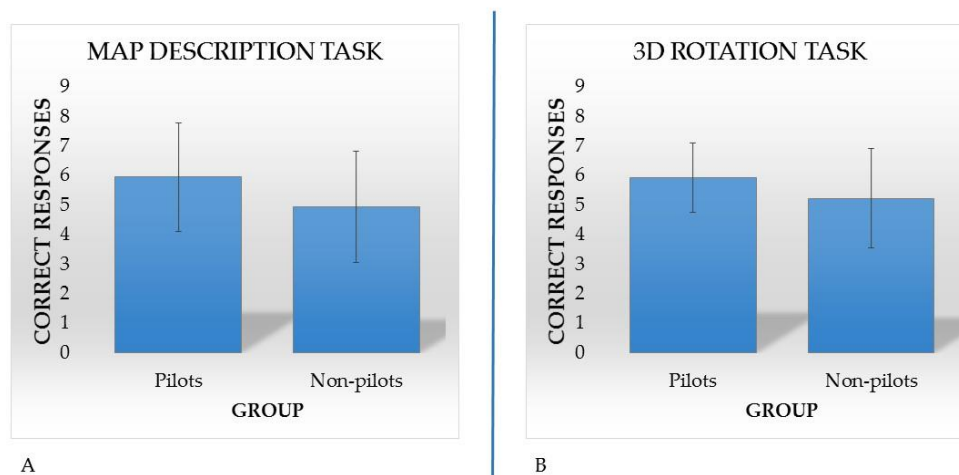 MAP DESCRIPTION TASK
CORRECT RESPONSES
9
8
7
6
5
4
3
2
1
0
Pilots Non-pilots
GROUP
A
3D ROTATION TASK
CORRECT RESPONSES
9
8
7
6
5
4
3
2
1
0
Pilots Non-pilots
GROUP
B